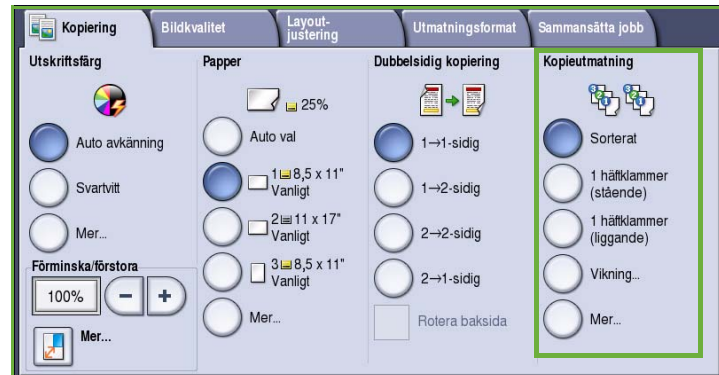 Kopiering
Bildkvalitet
Layout-
justering
Utmatningsformat
Sammansätta jobb
Utskriftsfärg
Auto avkänning
Svartvitt
Mer...
Förminska/förstora
100%
Mer...
Papper
25%
Auto val
1 8,5 x 11"
Vanligt
2 11 x 17"
Vanligt
3 8,5 x 11"
Vanligt
Mer...
Dubbelsidig kopiering
1→1-sidig
1→2-sidig
2→2-sidig
2→1-sidig
Rotera baksida
Kopieutmatning
Sorterat
1 häftklammer
(stående)
1 häftklammer
(liggande)
Vikning...
Mer...